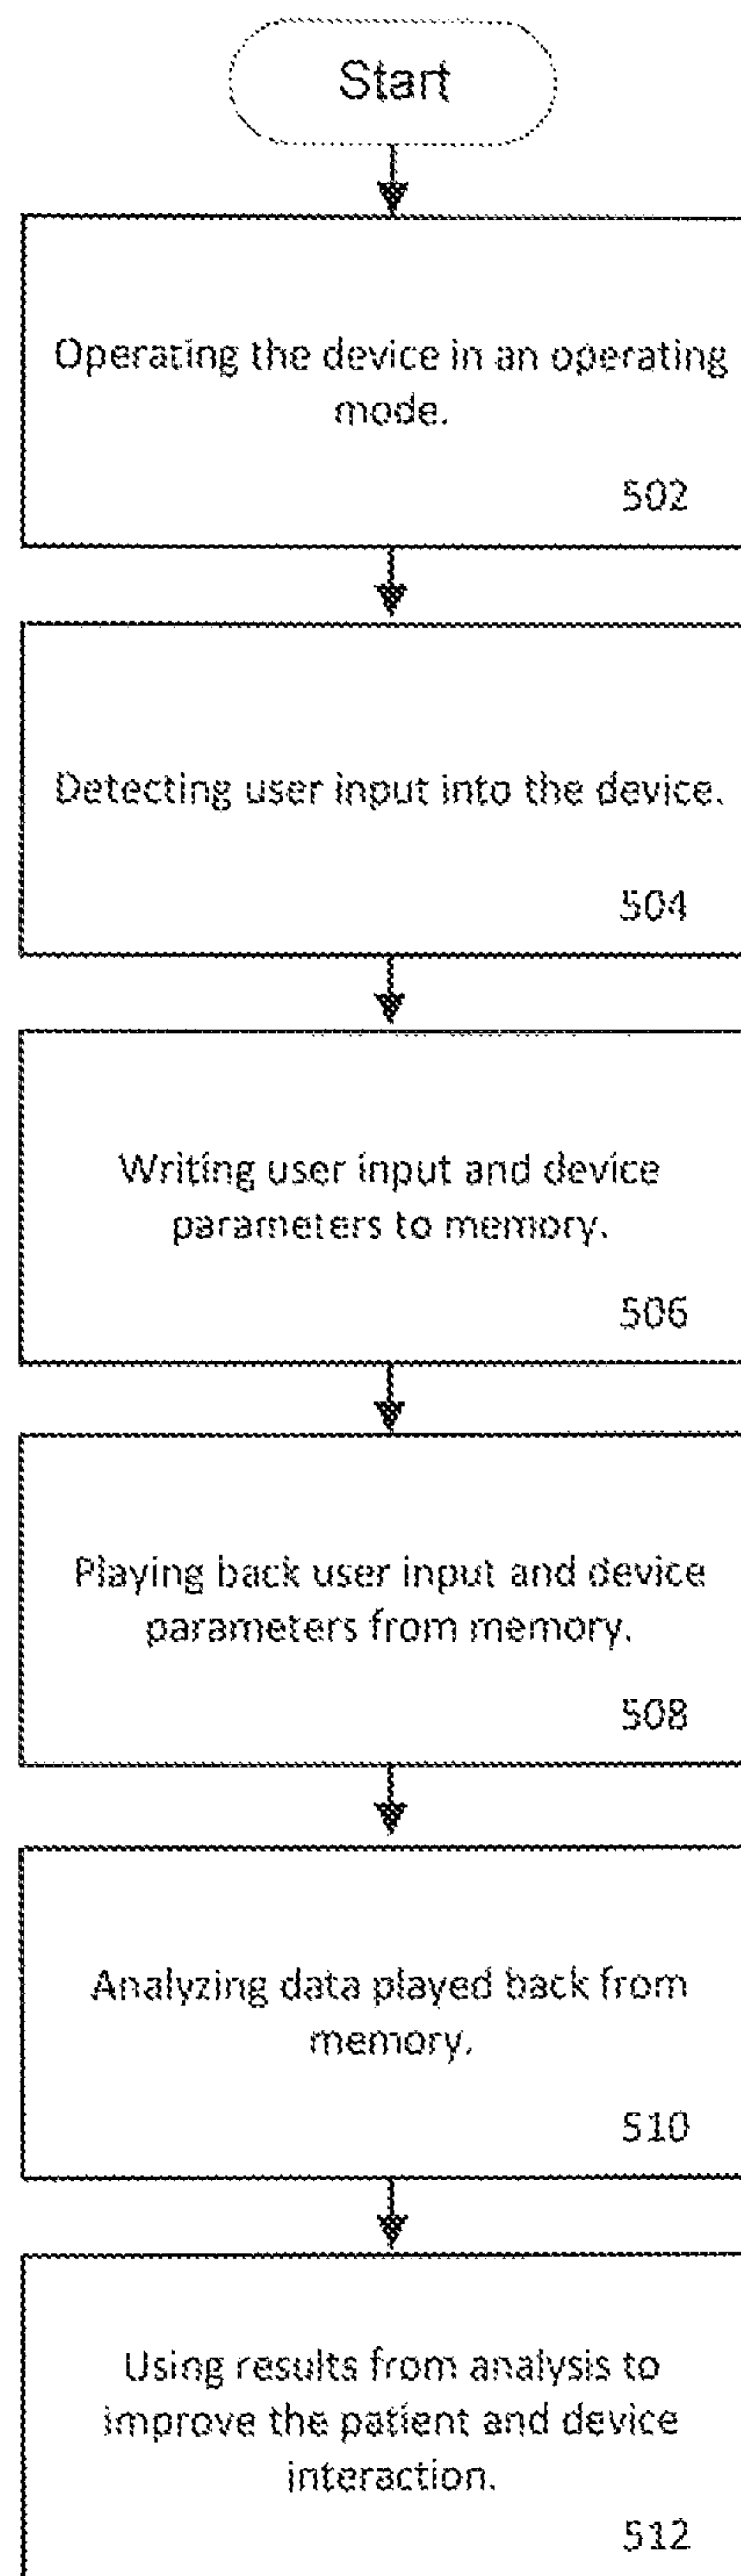 Start
Operating the device in an operating
mode.
502
Detecting user input into the device.
504
Writing user input and device
parameters to memory.
506
Playing back user input and device
parameters from memory.
508
Analyzing data played back from
memory.
510
Using results from analysis to
improve the patient and device
interaction.
512